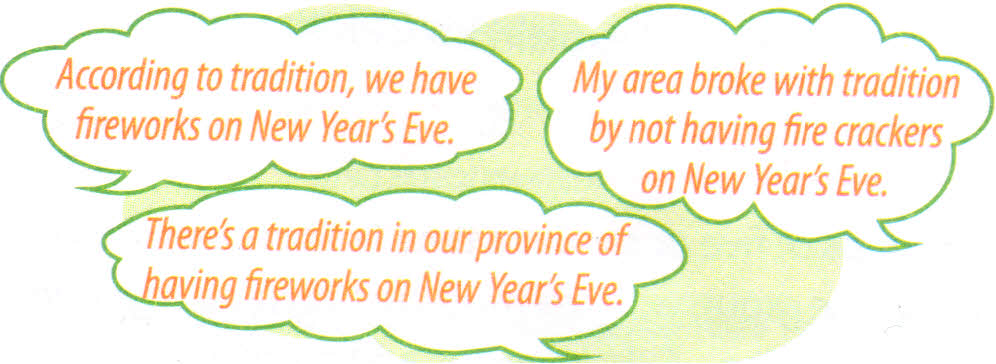 According to tradition, we have
fireworks on New Year's Eve.
My area broke with tradition
by not having fire crackers
on New Year's Eve.
There's a tradition in our province of
having fireworks on New Year's Eve.